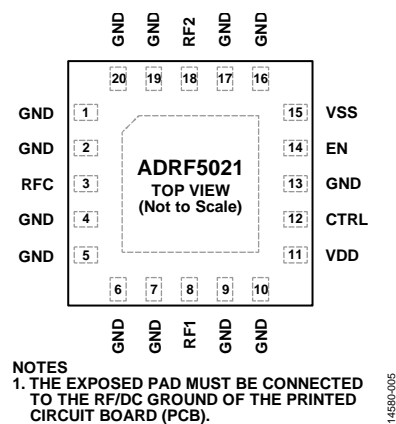 GND
GND
RF2
GND
GND
20
19
18
17
16
GND 1
15 VSS
GND 2
14 EN
RFC 3
13 GND
GND 4
12 CTRL
GND 5
11 VDD
ADRF5021
TOP VIEW
(Not to Scale)
6
7
8
9
10
GND
GND
RF1
GND
GND
NOTES
1. THE EXPOSED PAD MUST BE CONNECTED
TO THE RF/DC GROUND OF THE PRINTED
CIRCUIT BOARD (PCB).
14580-005